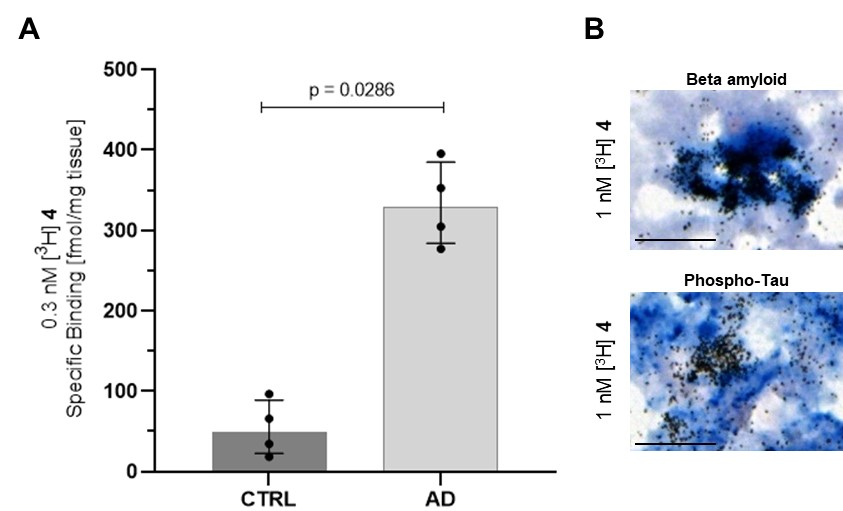 A
B
500
400
300
200
100
0
0.3 nM [³H] 4
Specific Binding [fmol/mg tissue]
p = 0.0286
CTRL
AD
Beta amyloid
1 nM [³H] 4
Phospho-Tau
1 nM [³H] 4